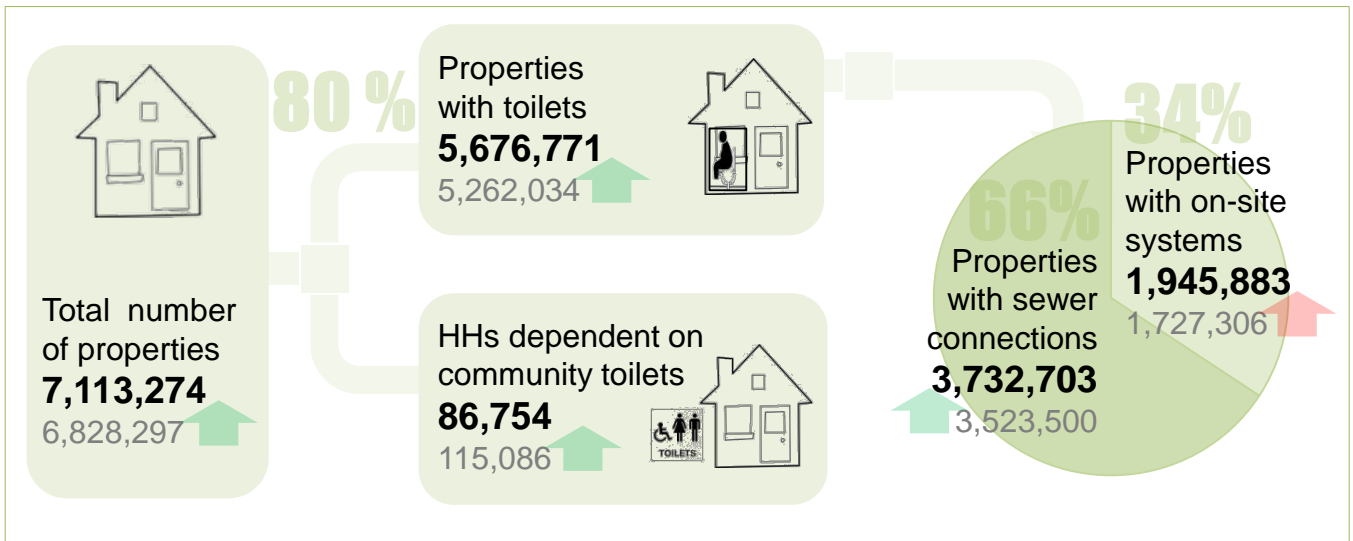 Total number
of properties
7,113,274
6,828,297
80 %
Properties
with toilets
5,676,771
5,262,034
HHs dependent on
community toilets
86,754
115,086
TOILETS
66%
Properties
with sewer
connections
3,732,703
3,523,500
34%
Properties
with on-site
systems
1,945,883
1,727,306